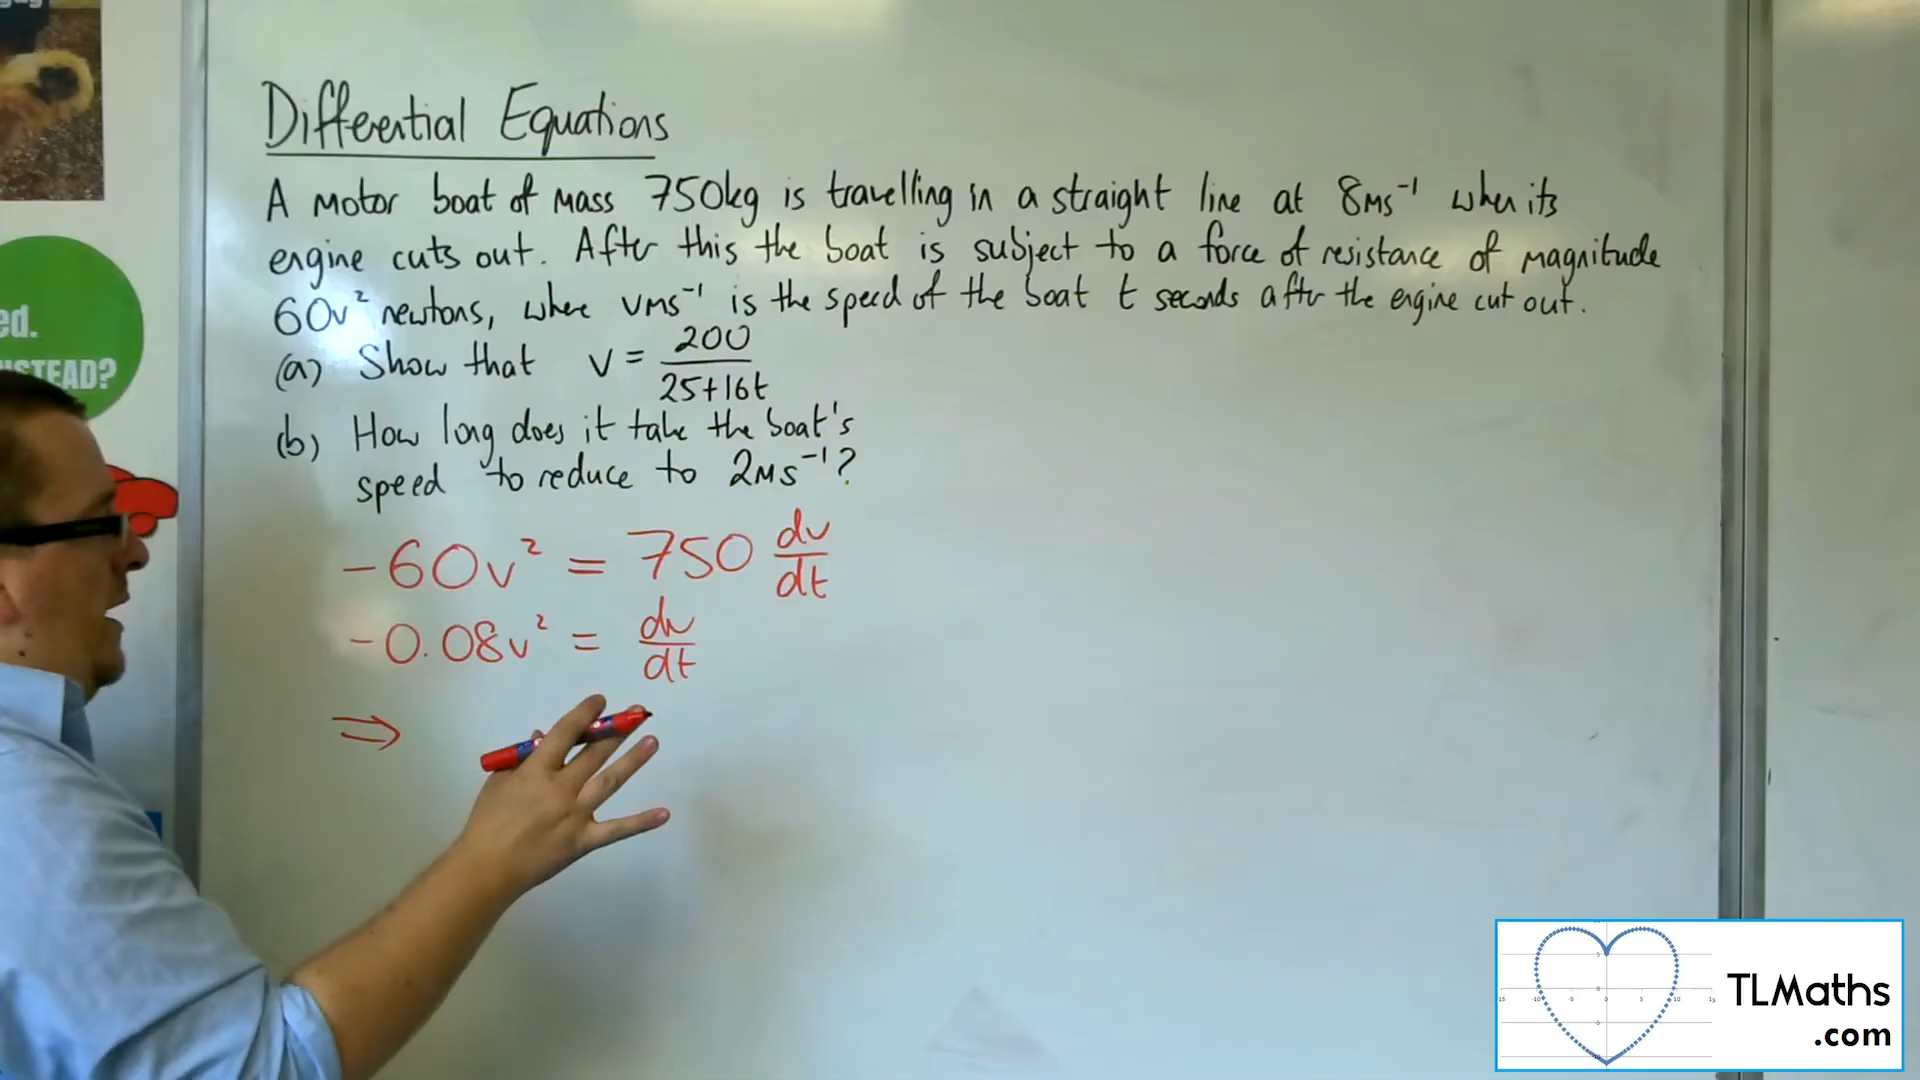 ed.
NSTEAD?
Differential Equations
A motor boat of mass 750kg is travelling in a straight line at 8ms⁻¹ when its
engine cuts out. After this the boat is subject to a force of resistance of magnitude
60v² newtons, where vms⁻¹ is the speed of the boat t seconds after the engine cut out.
(a) Show that v = 200/(25+16t)
(b) How long does it take the boat's
speed to reduce to 2ms⁻¹?
-60v² = 750 dv/dt
-0.08v² = dv/dt
⇒
TLMaths
.com